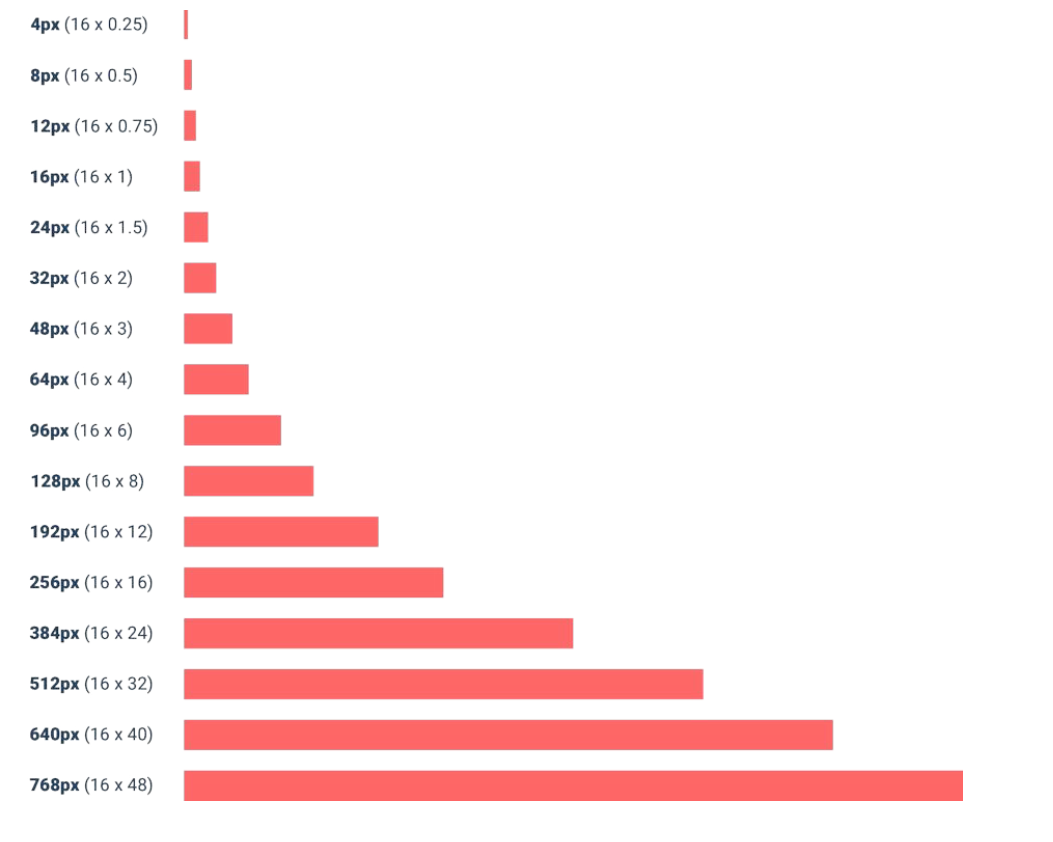 4px (16 x 0.25)
8px (16 x 0.5)
12px (16 x 0.75)
16px (16 x 1)
24px (16 x 1.5)
32px (16 x 2)
48px (16 x 3)
64px (16 x 4)
96px (16 x 6)
128px (16 x 8)
192px (16 x 12)
256px (16 x 16)
384px (16 x 24)
512px (16 x 32)
640px (16 x 40)
768px (16 x 48)